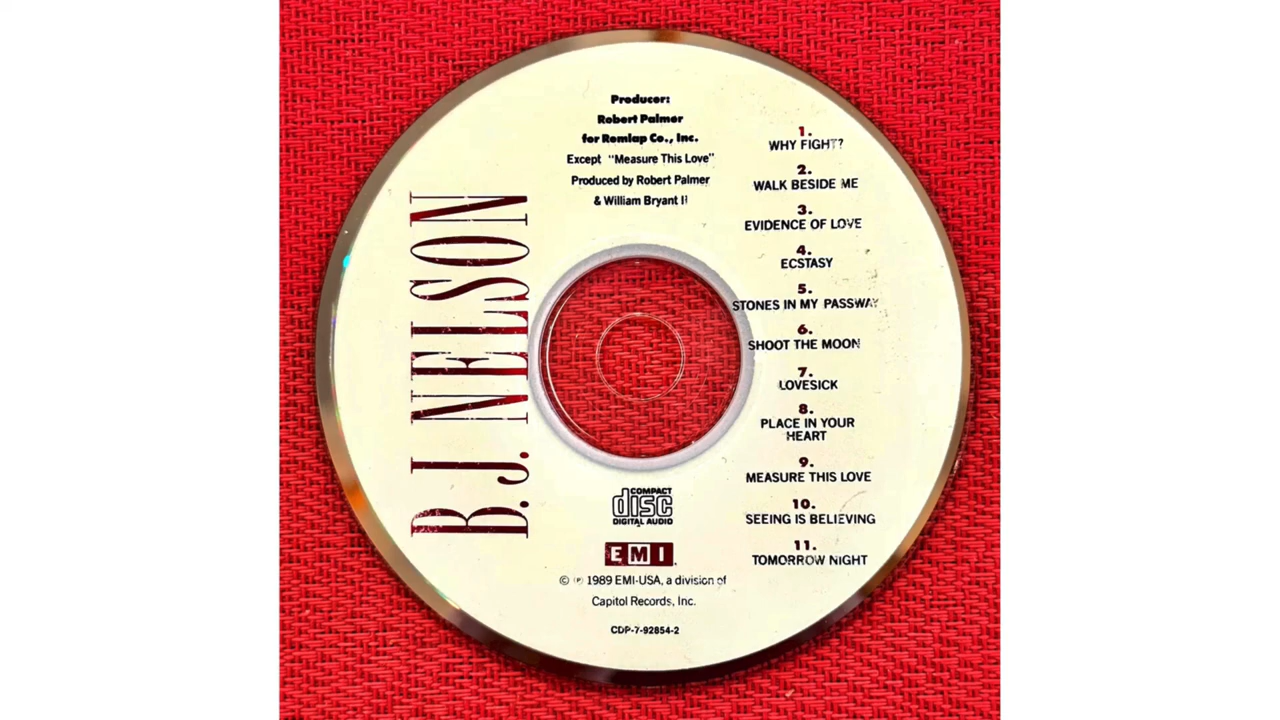 B.J. NELSON
Producer:
Robert Palmer
for Remlap Co., Inc.
Except "Measure This Love"
Produced by Robert Palmer
& William Bryant II
1.
WHY FIGHT?
2.
WALK BESIDE ME
3.
EVIDENCE OF LOVE
4.
ECSTASY
5.
STONES IN MY PASSWAY
6.
SHOOT THE MOON
7.
LOVESICK
8.
PLACE IN YOUR
HEART
9.
MEASURE THIS LOVE
10.
SEEING IS BELIEVING
11.
TOMORROW NIGHT
COMPACT
disc
DIGITAL AUDIO
EMI
© ℗ 1989 EMI-USA, a division of
Capitol Records, Inc.
CDP-7-92854-2